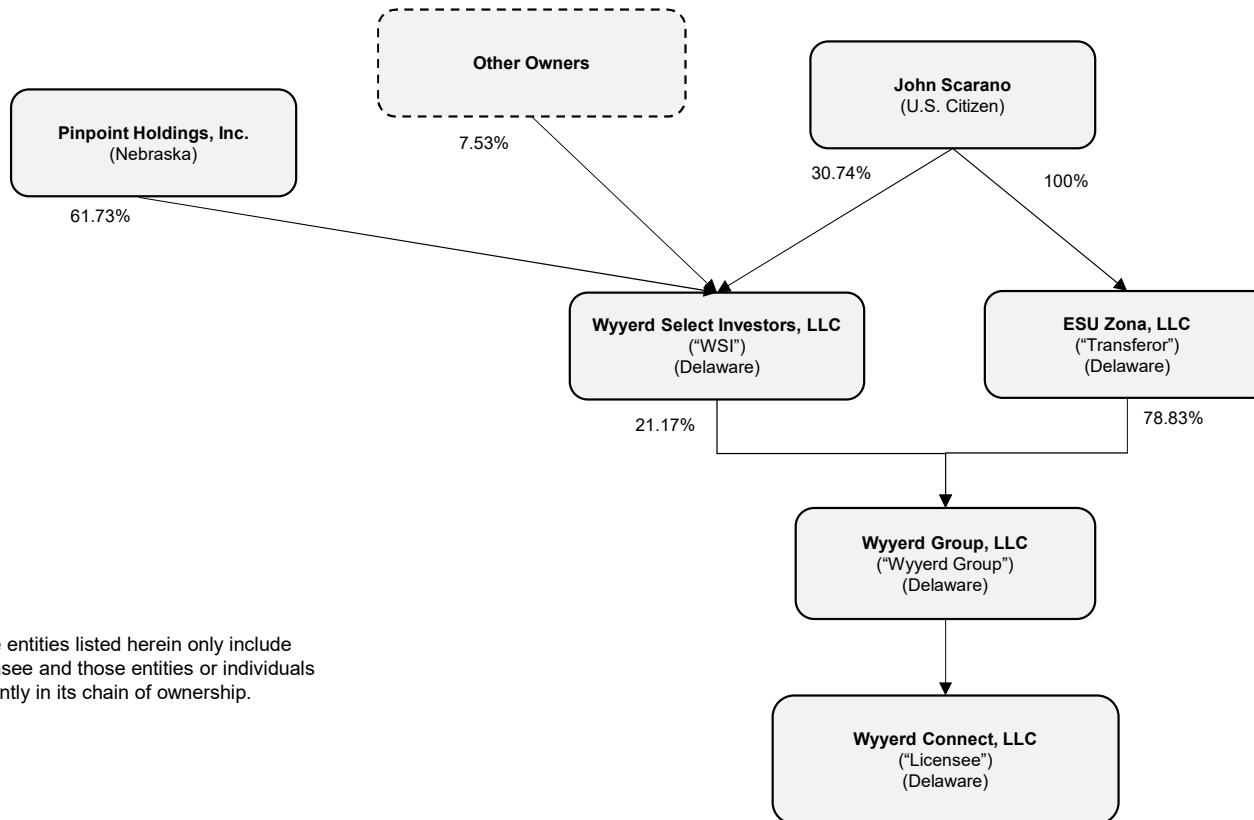 Other Owners
John Scarano
(U.S. Citizen)
Pinpoint Holdings, Inc.
(Nebraska)
7.53%
30.74%
100%
61.73%
Wyyerd Select Investors, LLC
(“WSI”)
(Delaware)
ESU Zona, LLC
(“Transferor”)
(Delaware)
21.17%
78.83%
Wyyerd Group, LLC
(“Wyyerd Group”)
(Delaware)
entities listed herein only include
and those entities or individuals
in its chain of ownership.
Wyyerd Connect, LLC
(“Licensee”)
(Delaware)